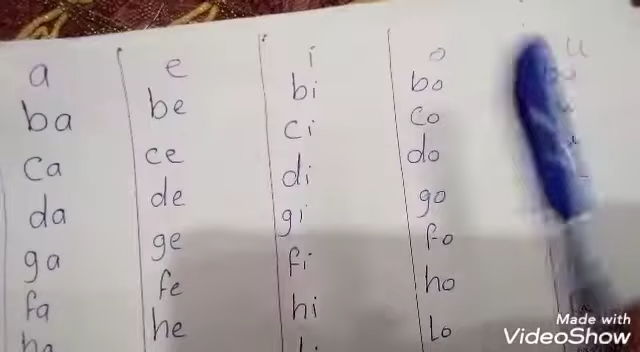 a e i o u
ba be bi bo
ca ce ci co
da de di do
ga ge gi go
fa fe fi fo
ha he hi ho
Lo
Made with
VideoShow